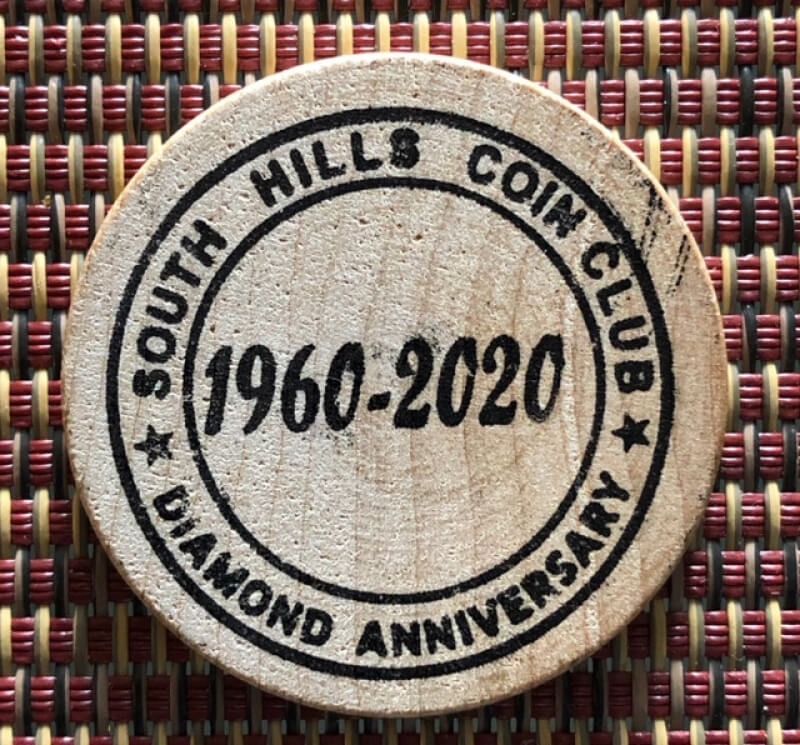 SOUTH HILLS COIN CLUB
1960-2020
DIAMOND ANNIVERSARY